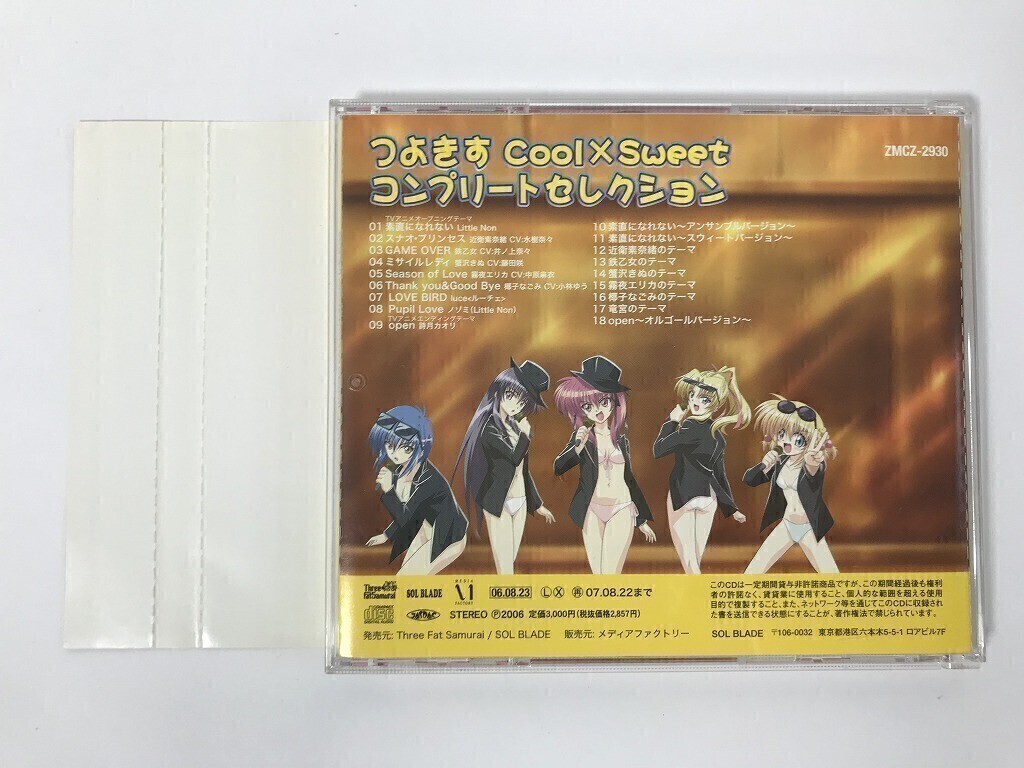 つよきす Cool×Sweet
コンプリートセレクション
ZMCZ-2930
TVアニメオープニングテーマ
01 素直になれない Little Non
02 スナオ・プリンセス 近衛素奈緒 CV:水樹奈々
03 GAME OVER 鉄乙女 CV:井ノ上奈々
04 ミサイルレディ 蟹沢きぬ CV:藤田咲
05 Season of Love 霧夜エリカ CV:中原麻衣
06 Thank you&Good Bye 椰子なごみ CV:小林ゆう
07 LOVE BIRD luce<ルーチェ>
08 Pupil Love ノゾミ(Little Non)
TVアニメエンディングテーマ
09 open 詩月カオリ
10 素直になれない〜アンサンブルバージョン〜
11 素直になれない〜スウィートバージョン〜
12 近衛素奈緒のテーマ
13 鉄乙女のテーマ
14 蟹沢きぬのテーマ
15 霧夜エリカのテーマ
16 椰子なごみのテーマ
17 竜宮のテーマ
18 open〜オルゴールバージョン〜
Three Fat Samurai
SOL BLADE
MEDIA FACTORY
06.08.23 LX 再 07.08.22まで
COMPACT disc DIGITAL AUDIO
JASRAC
STEREO Ⓟ2006 定価3,000円(税抜価格2,857円)
発売元: Three Fat Samurai / SOL BLADE 販売元: メディアファクトリー
このCDは一定期間貸与非許諾商品ですが、この期間経過後も権利
者の許諾なく、賃貸業に使用すること、個人的な範囲を超える使用
目的で複製すること、また、ネットワーク等を通じてこのCDに収録され
た音を送信できる状態にすることが、著作権法で禁じられています。
SOL BLADE 〒106-0032 東京都港区六本木5-5-1 ロアビル7F